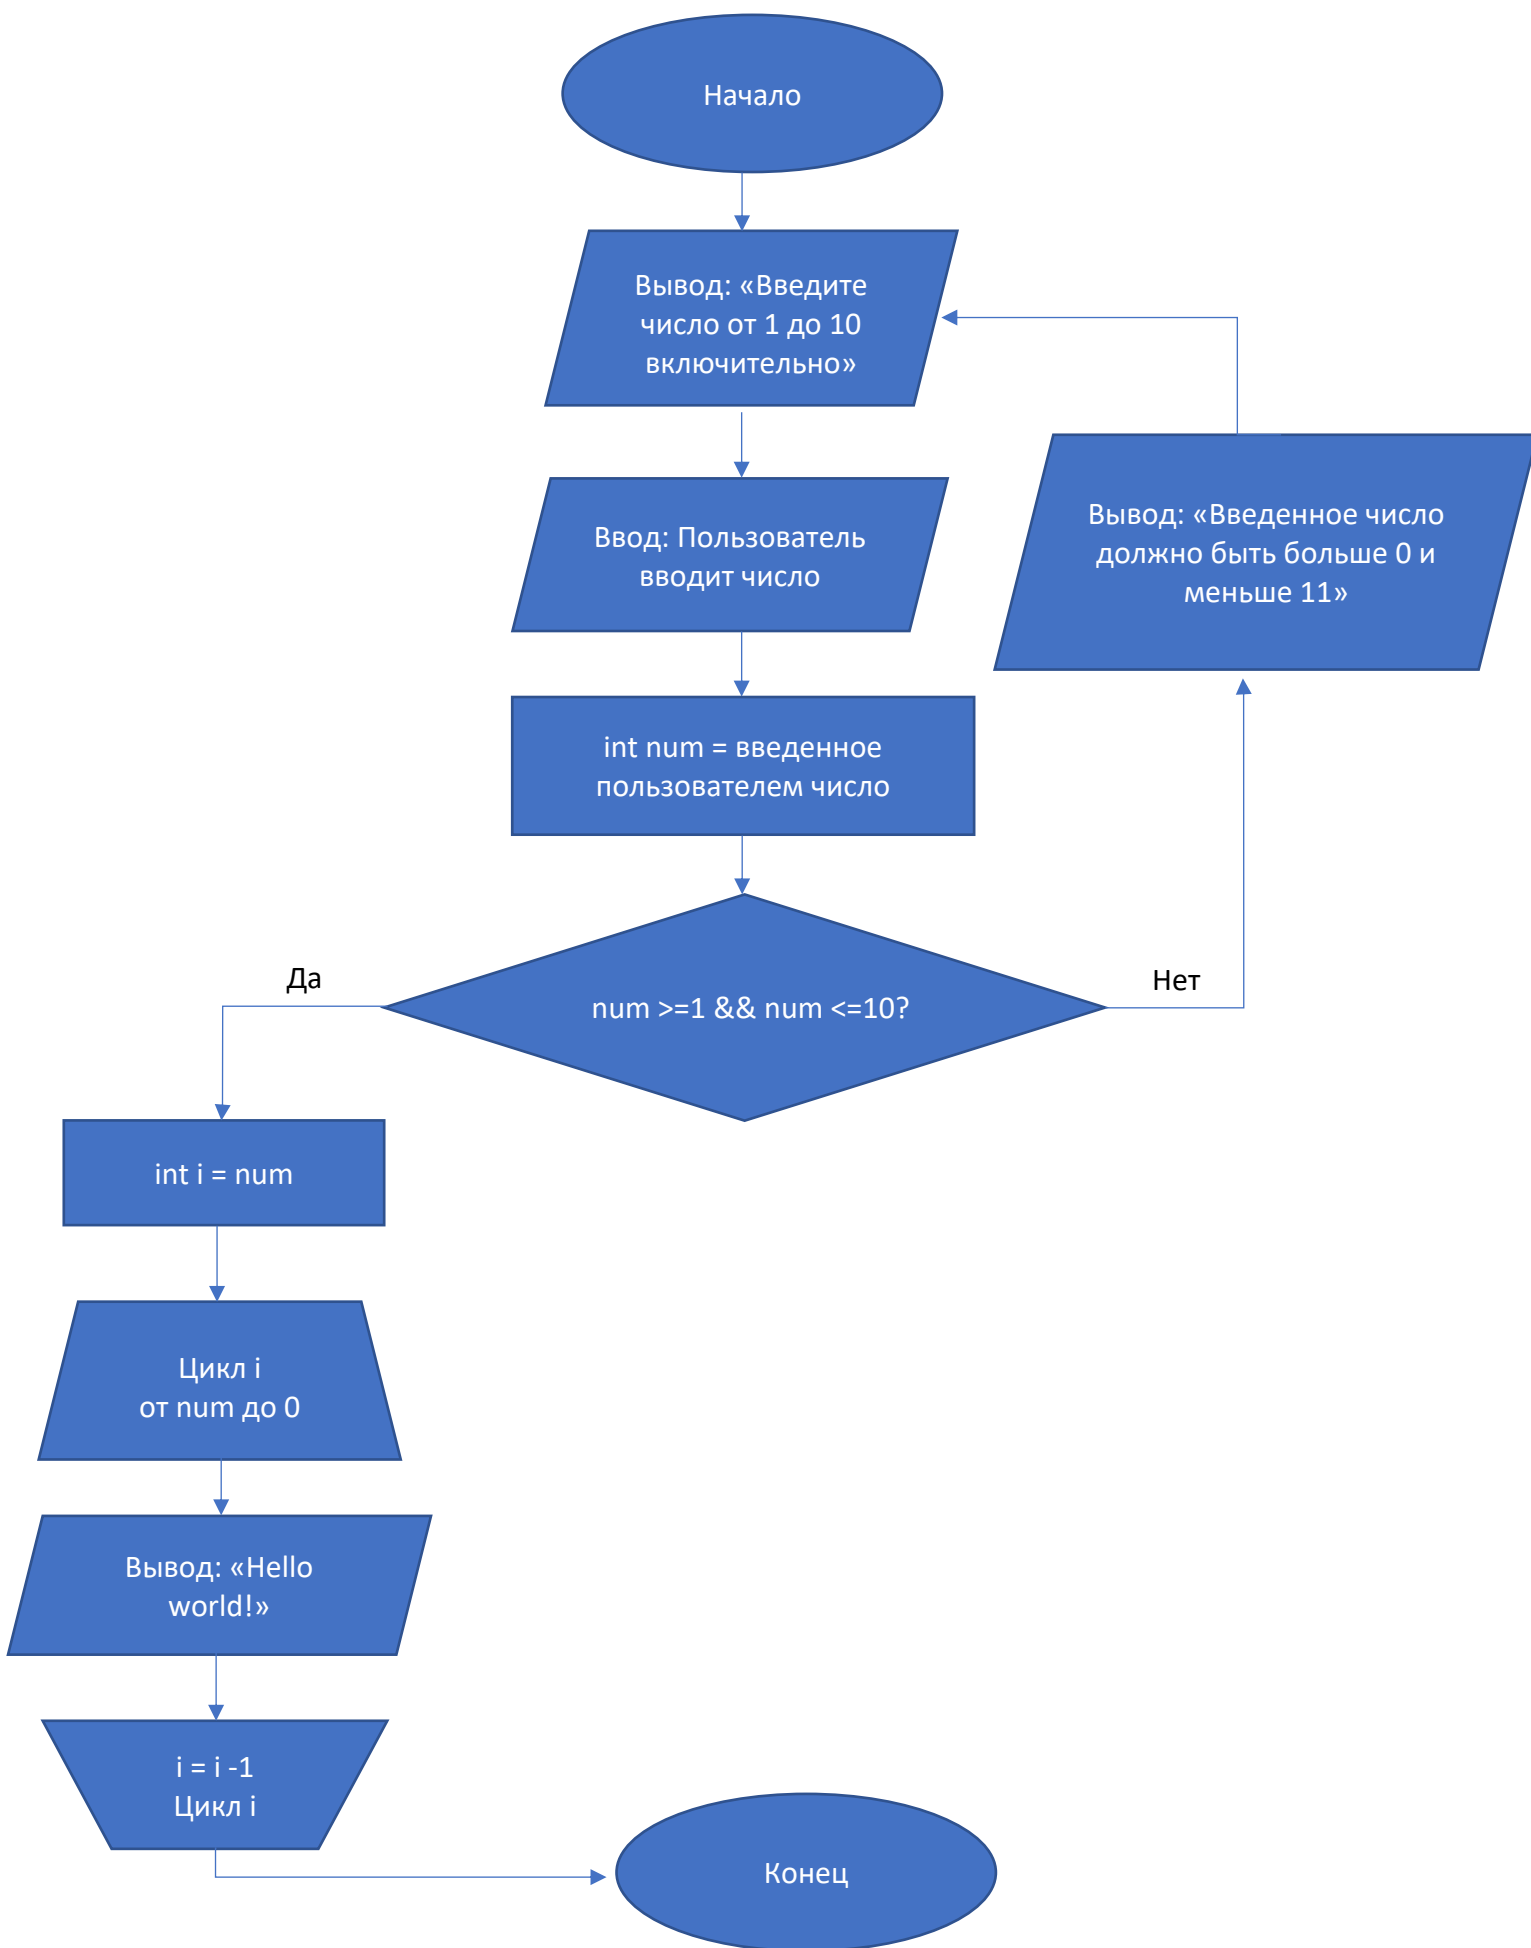 Начало
Вывод: «Введите
число от 1 до 10
включительно»
Ввод: Пользователь
вводит число
Вывод: «Введенное число
должно быть больше 0 и
меньше 11»
int num = введенное
пользователем число
Да
num >=1 && num <=10?
Нет
int i = num
Цикл i
от num до 0
Вывод: «Hello
world!»
i = i -1
Цикл i
Конец